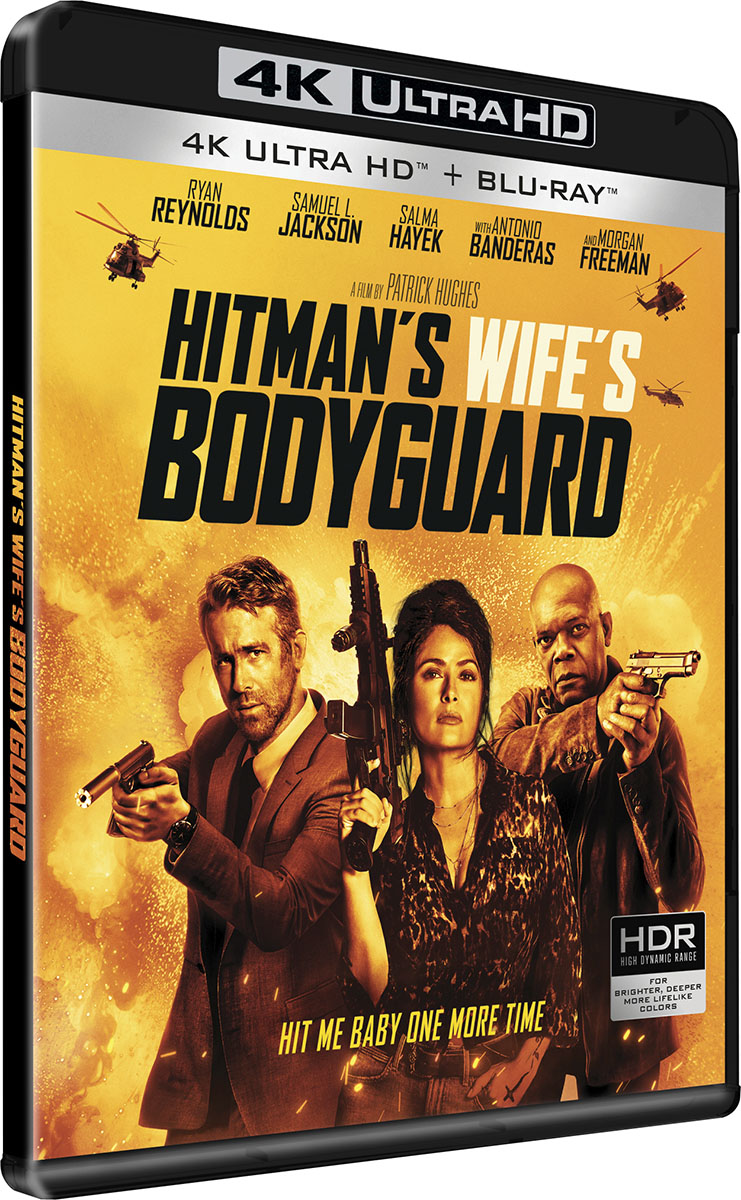 4K ULTRA HD
4K ULTRA HD™ + BLU-RAY™
RYAN
REYNOLDS
SAMUEL L.
JACKSON
SALMA
HAYEK
WITH ANTONIO
BANDERAS
AND MORGAN
FREEMAN
A FILM BY PATRICK HUGHES
HITMAN'S WIFE'S
BODYGUARD
HITMAN'S WIFE'S BODYGUARD
HDR
HIGH DYNAMIC RANGE
FOR
BRIGHTER, DEEPER
MORE LIFELIKE
COLORS
HIT ME BABY ONE MORE TIME